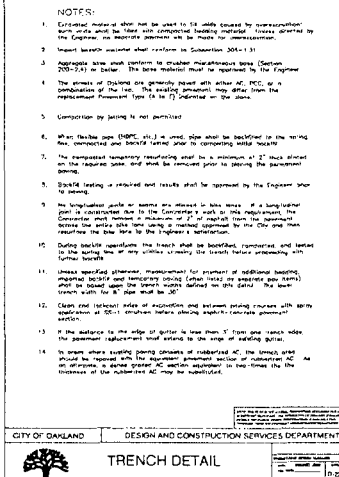 NOTES:
1. Excavated material shall not be used to fill voids caused by overexcavation;
such voids shall be filled with compacted bedding material. Unless directed by
the Engineer, no separate payment will be made for overexcavation.
2. Import backfill material shall conform to Subsection 306-1.3.1
3. Aggregate base shall conform to crushed miscellaneous base (Section
200-2.4) or better. The base material must be approved by the Engineer
4. The streets of Oakland are generally paved with either AC, PCC, or a
combination of the two. The existing pavement may differ from the
replacement Pavement Type (A to F) indicated on the plans.
5. Compaction by jetting is not permitted
6. When flexible pipe (HDPE, etc.) is used, pipe shall be backfilled to the spring
line, compacted and backfill tested prior to completing initial backfill
7. The compacted temporary resurfacing shall be a minimum of 2" thick placed
on the required base, and shall be removed prior to placing the permanent
paving.
8. Backfill testing is required and results shall be approved by the Engineer prior
to paving.
9. No longitudinal joints or seams are allowed in bike lanes. If a longitudinal
joint is constructed due to the Contractor's work or this requirement, the
Contractor shall remove a minimum of 2" of asphalt from the pavement
across the entire bike lane using a method approved by the City and then
resurface the bike lane to the Engineer's satisfaction.
10. During backfill operations the trench shall be backfilled, compacted, and tested
to the spring line of any utilities crossing the trench before proceeding with
further backfill
11. Unless specified otherwise, measurement for payment of additional bedding,
imported backfill and temporary paving (when listed as separate pay items)
shall be based upon the trench widths defined on this detail. The lower
trench width for 8" pipe shall be 30"
12. Clean and tackcoat edge of excavation and between paving courses with spray
application of SS-1 emulsion before placing asphalt-concrete pavement
section.
13. If the distance to the edge of gutter is less than 3' from one trench edge,
the pavement replacement shall extend to the edge of existing gutter.
14. In areas where existing paving consists of rubberized AC, the trench area
should be repaved with the equivalent pavement section of rubberized AC. As
an alternate, a dense graded AC section equivalent to two-times the
thickness of the rubberized AC may be substituted.
CITY OF OAKLAND
DESIGN AND CONSTRUCTION SERVICES DEPARTMENT
TRENCH DETAIL